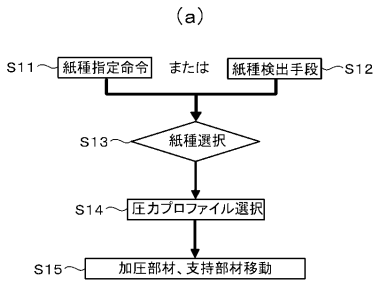 (a)
S11 紙種指定命令 または 紙種検出手段 S12
S13 紙種選択
S14 圧力プロファイル選択
S15 加圧部材、支持部材移動